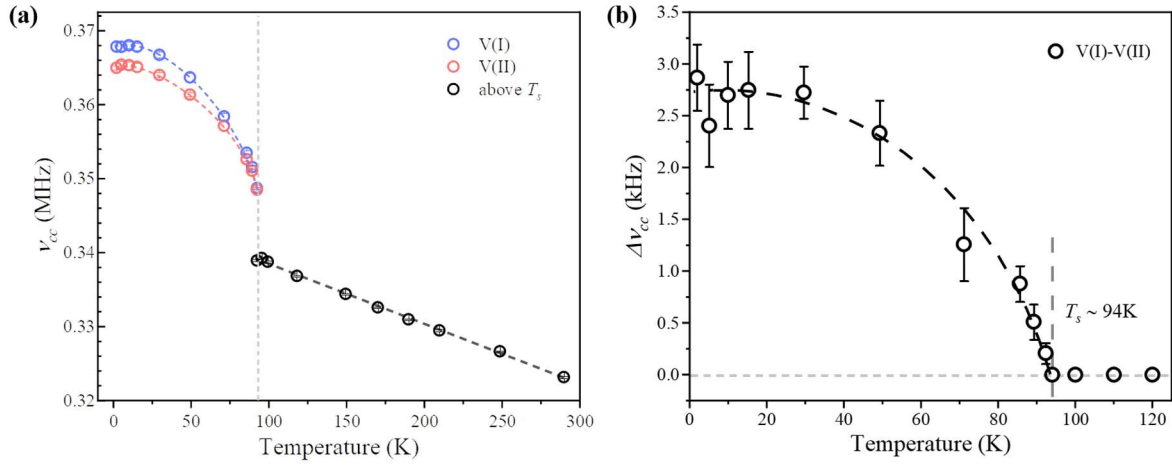 (a)
0.37
0.36
0.35
0.34
0.33
0.32
ν_cc (MHz)
V(I)
V(II)
above T_s
0 50 100 150 200 250 300
Temperature (K)
(b)
3.5
3.0
2.5
2.0
1.5
1.0
0.5
0.0
Δν_cc (kHz)
V(I)-V(II)
T_s ~ 94K
0 20 40 60 80 100 120
Temperature (K)